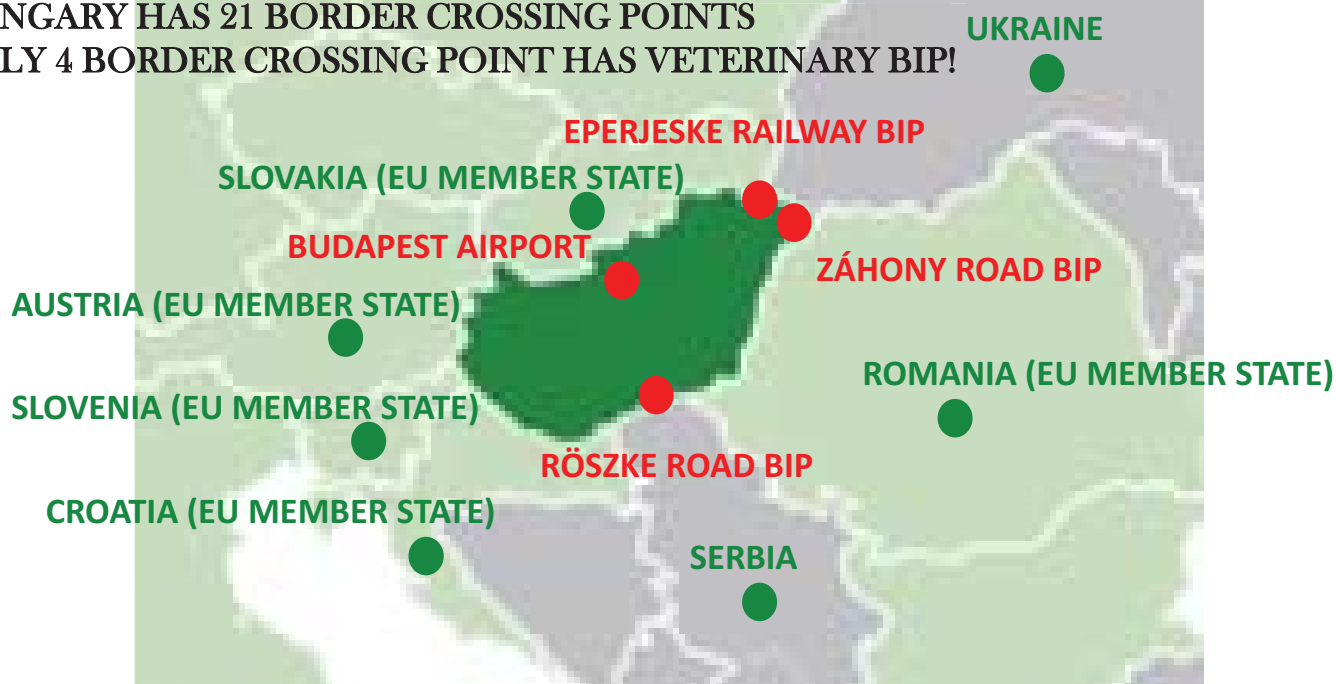 NGARY HAS 21 BORDER CROSSING POINTS
LY 4 BORDER CROSSING POINT HAS VETERINARY BIP!
UKRAINE
EPERJESKE RAILWAY BIP
SLOVAKIA (EU MEMBER STATE)
BUDAPEST AIRPORT
ZÁHONY ROAD BIP
AUSTRIA (EU MEMBER STATE)
ROMANIA (EU MEMBER STATE)
SLOVENIA (EU MEMBER STATE)
RÖSZKE ROAD BIP
CROATIA (EU MEMBER STATE)
SERBIA